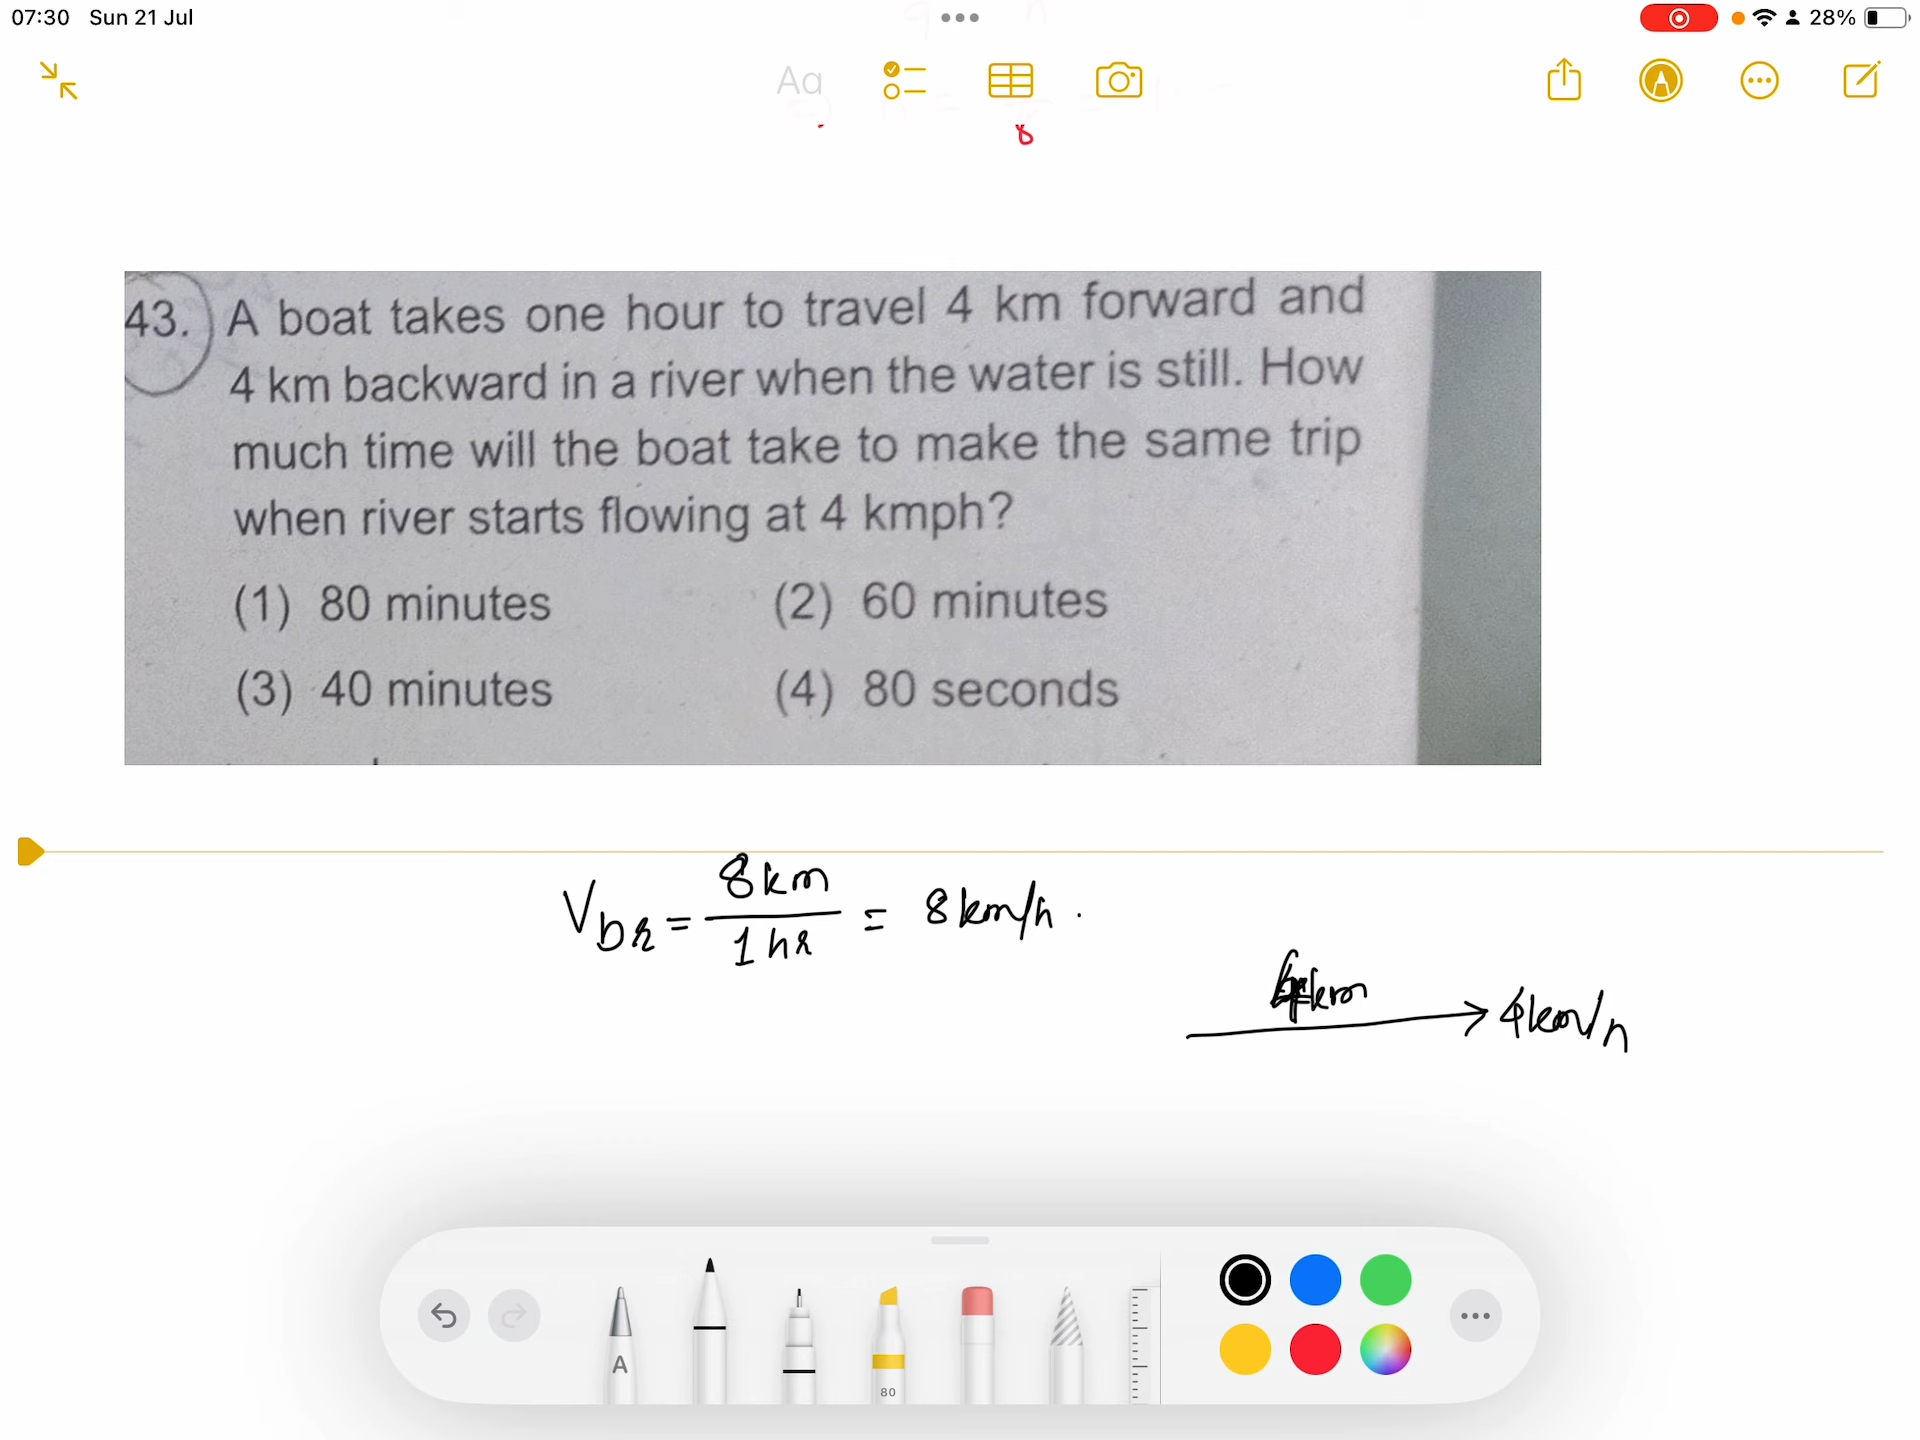 07:30 Sun 21 Jul
28%
Aa
8
43. A boat takes one hour to travel 4 km forward and
4 km backward in a river when the water is still. How
much time will the boat take to make the same trip
when river starts flowing at 4 kmph?
(1) 80 minutes (2) 60 minutes
(3) 40 minutes (4) 80 seconds
Vbr = 8km / 1 hr = 8 km/h.
km
4km/h
A
80